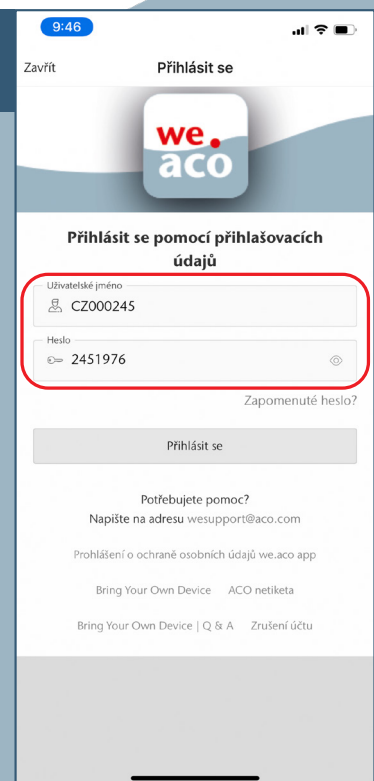 9:46
Zavřít
Přihlásit se
we.
aco
Přihlásit se pomocí přihlašovacích
údajů
Uživatelské jméno
CZ000245
Heslo
2451976
Zapomenuté heslo?
Přihlásit se
Potřebujete pomoc?
Napište na adresu wesupport@aco.com
Prohlášení o ochraně osobních údajů we.aco app
Bring Your Own Device ACO netiketa
Bring Your Own Device | Q & A Zrušení účtu